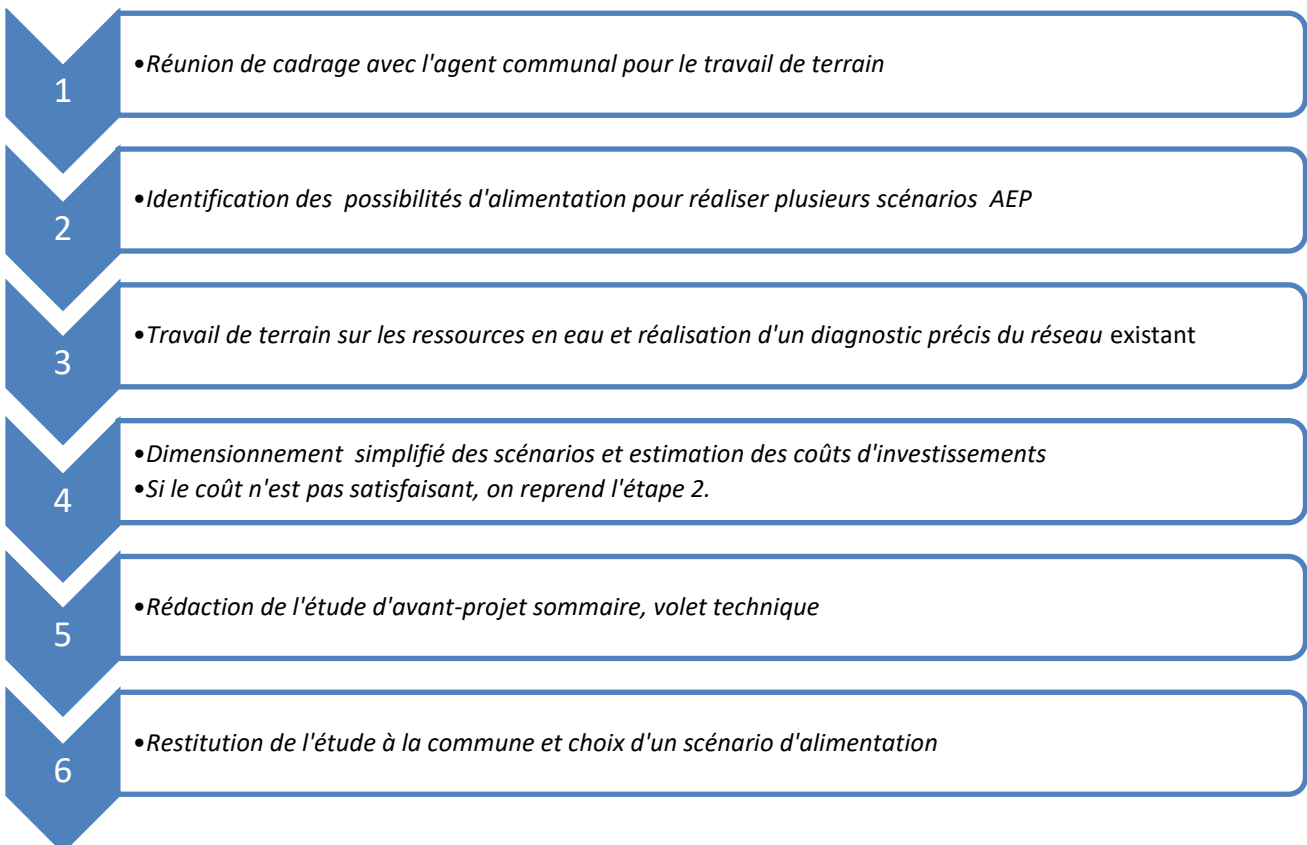 1
•Réunion de cadrage avec l'agent communal pour le travail de terrain
2
•Identification des possibilités d'alimentation pour réaliser plusieurs scénarios AEP
3
•Travail de terrain sur les ressources en eau et réalisation d'un diagnostic précis du réseau existant
4
•Dimensionnement simplifié des scénarios et estimation des coûts d'investissements
•Si le coût n'est pas satisfaisant, on reprend l'étape 2.
5
•Rédaction de l'étude d'avant-projet sommaire, volet technique
6
•Restitution de l'étude à la commune et choix d'un scénario d'alimentation